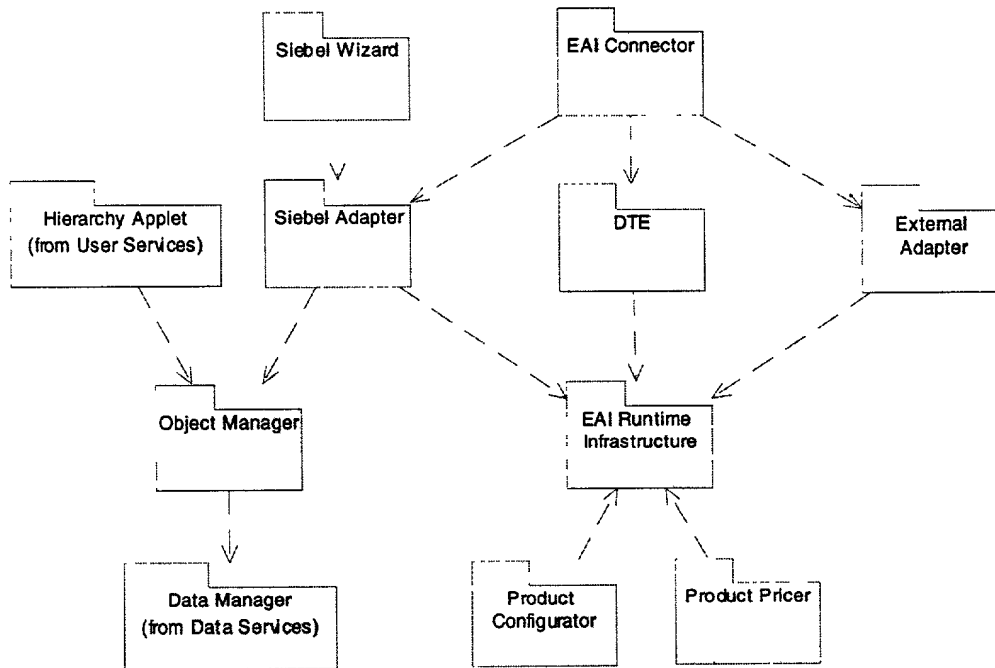 Siebel Wizard
EAI Connector
Hierarchy Applet
(from User Services)
Siebel Adapter
DTE
External
Adapter
Object Manager
EAI Runtime
Infrastructure
Data Manager
(from Data Services)
Product
Configurator
Product Pricer